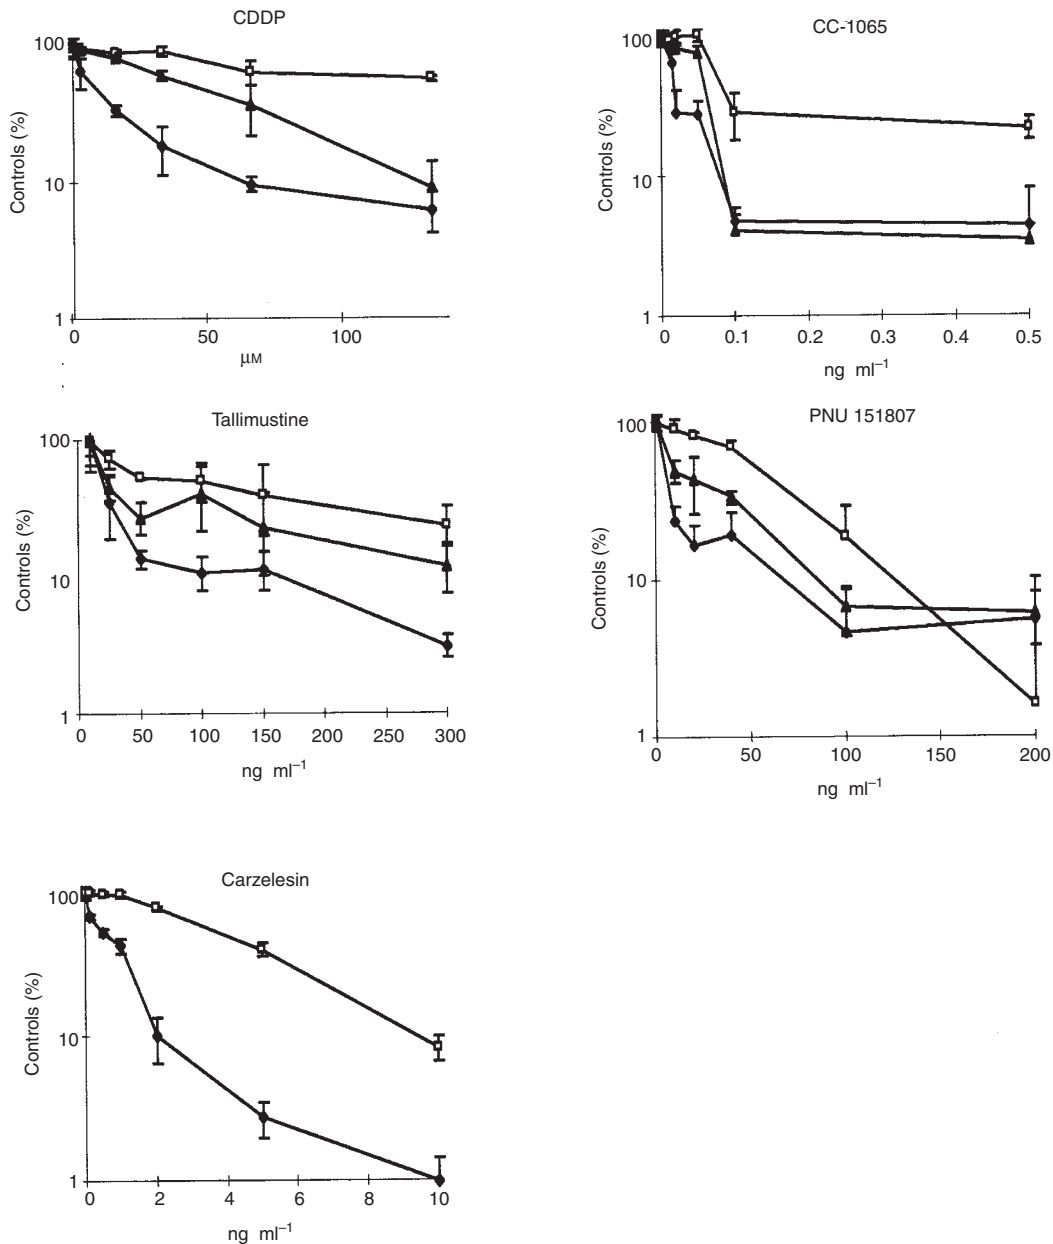 CDDP
100
10
1
Controls (%)
0 50 100
μM
CC-1065
100
10
1
Controls (%)
0 0.1 0.2 0.3 0.4 0.5
ng ml⁻¹
Tallimustine
100
10
1
Controls (%)
0 50 100 150 200 250 300
ng ml⁻¹
PNU 151807
100
10
1
Controls (%)
0 50 100 150 200
ng ml⁻¹
Carzelesin
100
10
1
Controls (%)
0 2 4 6 8 10
ng ml⁻¹